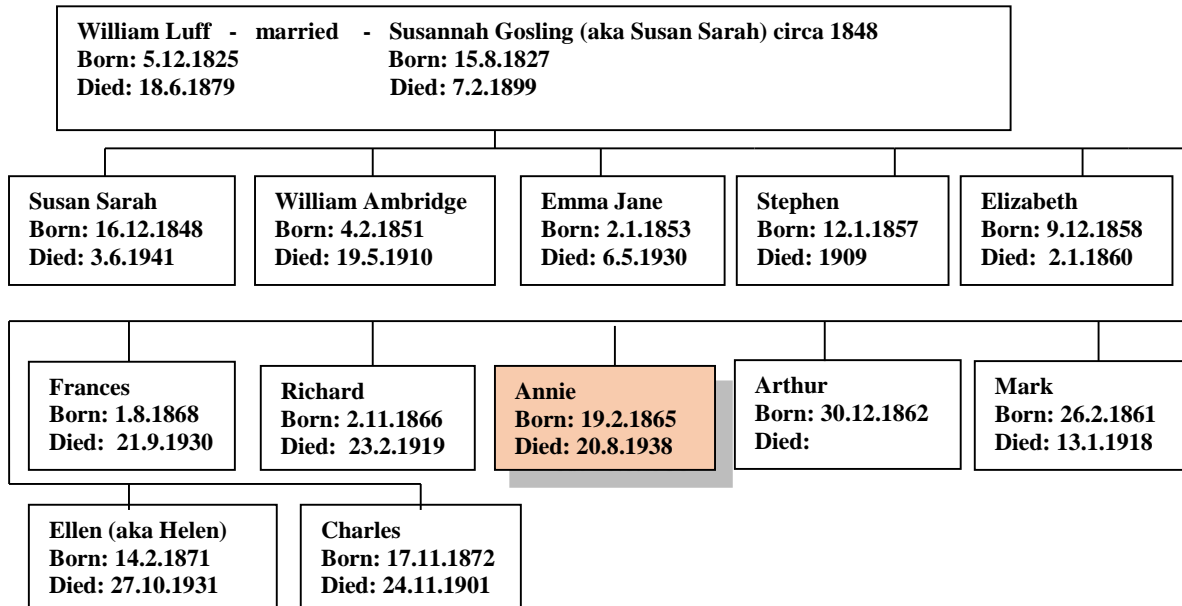 William Luff - married - Susannah Gosling (aka Susan Sarah) circa 1848
Born: 5.12.1825 Born: 15.8.1827
Died: 18.6.1879 Died: 7.2.1899
Susan Sarah
Born: 16.12.1848
Died: 3.6.1941
William Ambridge
Born: 4.2.1851
Died: 19.5.1910
Emma Jane
Born: 2.1.1853
Died: 6.5.1930
Stephen
Born: 12.1.1857
Died: 1909
Elizabeth
Born: 9.12.1858
Died: 2.1.1860
Frances
Born: 1.8.1868
Died: 21.9.1930
Richard
Born: 2.11.1866
Died: 23.2.1919
Annie
Born: 19.2.1865
Died: 20.8.1938
Arthur
Born: 30.12.1862
Died:
Mark
Born: 26.2.1861
Died: 13.1.1918
Ellen (aka Helen)
Born: 14.2.1871
Died: 27.10.1931
Charles
Born: 17.11.1872
Died: 24.11.1901